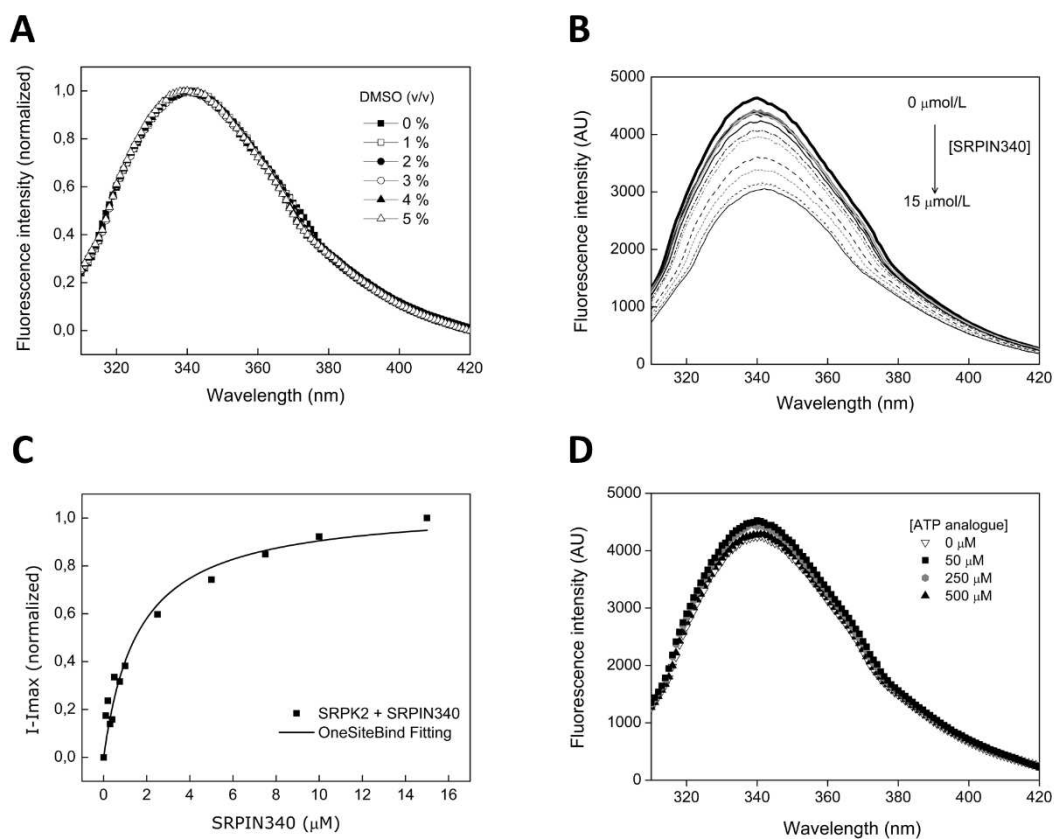 A
Fluorescence intensity (normalized)
1,0
0,8
0,6
0,4
0,2
0,0
DMSO (v/v)
0 %
1 %
2 %
3 %
4 %
5 %
320 340 360 380 400 420
Wavelength (nm)
B
Fluorescence intensity (AU)
5000
4000
3000
2000
1000
0
0 μmol/L
[SRPIN340]
15 μmol/L
320 340 360 380 400 420
Wavelength (nm)
C
I-Imax (normalized)
1,0
0,8
0,6
0,4
0,2
0,0
SRPK2 + SRPIN340
OneSiteBind Fitting
0 2 4 6 8 10 12 14 16
SRPIN340 (μM)
D
Fluorescence intensity (AU)
5000
4000
3000
2000
1000
0
[ATP analogue]
0 μM
50 μM
250 μM
500 μM
320 340 360 380 400 420
Wavelength (nm)